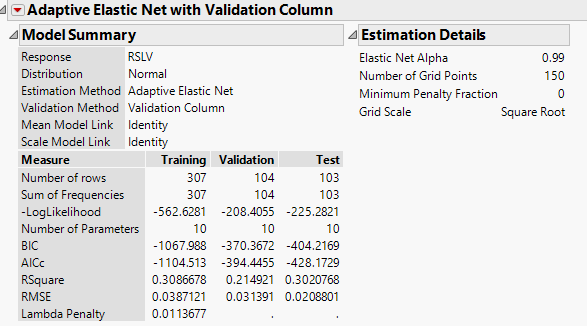 Adaptive Elastic Net with Validation Column
Model Summary
Response RSLV
Distribution Normal
Estimation Method Adaptive Elastic Net
Validation Method Validation Column
Mean Model Link Identity
Scale Model Link Identity
Measure Training Validation Test
Number of rows 307 104 103
Sum of Frequencies 307 104 103
-LogLikelihood -562.6281 -208.4055 -225.2821
Number of Parameters 10 10 10
BIC -1067.988 -370.3672 -404.2169
AICc -1104.513 -394.4455 -428.1729
RSquare 0.3086678 0.214921 0.3020768
RMSE 0.0387121 0.031391 0.0208801
Lambda Penalty 0.0113677 . .
Estimation Details
Elastic Net Alpha 0.99
Number of Grid Points 150
Minimum Penalty Fraction 0
Grid Scale Square Root